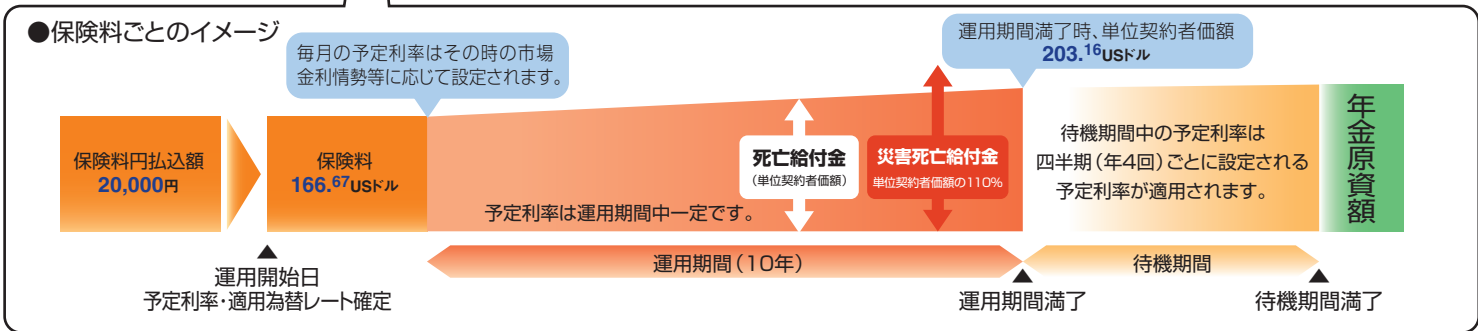 ●保険料ごとのイメージ
毎月の予定利率はその時の市場
金利情勢等に応じて設定されます。
運用期間満了時、単位契約者価額
203.16USドル
保険料円払込額
20,000円
保険料
166.67USドル
予定利率は運用期間中一定です。
死亡給付金
(単位契約者価額)
災害死亡給付金
単位契約者価額の110%
待機期間中の予定利率は
四半期(年4回)ごとに設定される
予定利率が適用されます。
年金原資額
運用期間(10年)
待機期間
運用開始日
予定利率・適用為替レート確定
運用期間満了
待機期間満了